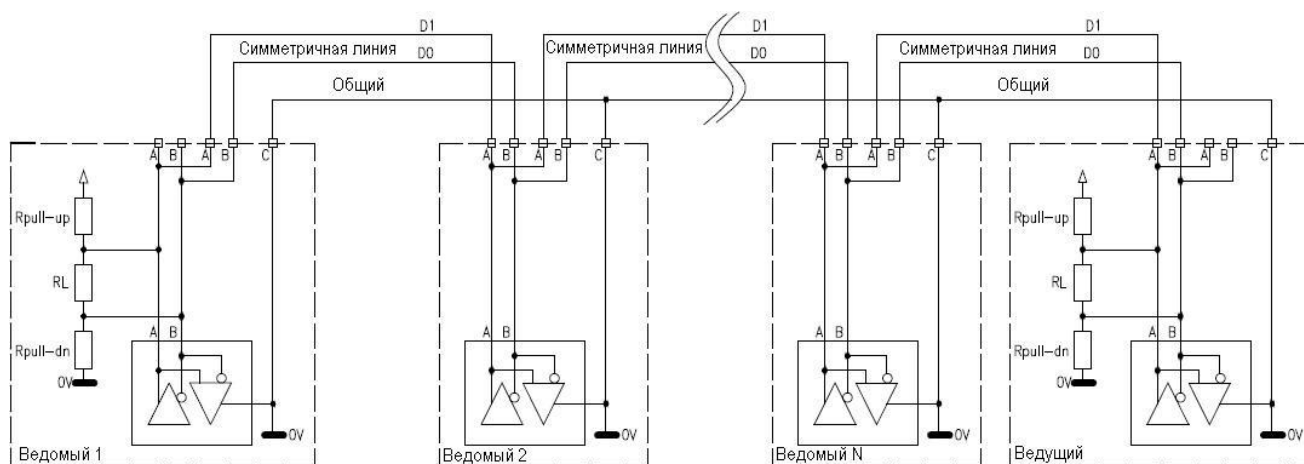 D1 D1 D1
Симметричная линия D0 Симметричная линия D0 Симметричная линия D0
Общий Общий
A B A B C A B A B C A B A B C A B A B C
Rpull-up Rpull-up
RL RL
A B A B A B A B
Rpull-dn Rpull-dn
0V 0V
0V 0V 0V 0V
Ведомый 1 Ведомый 2 Ведомый N Ведущий